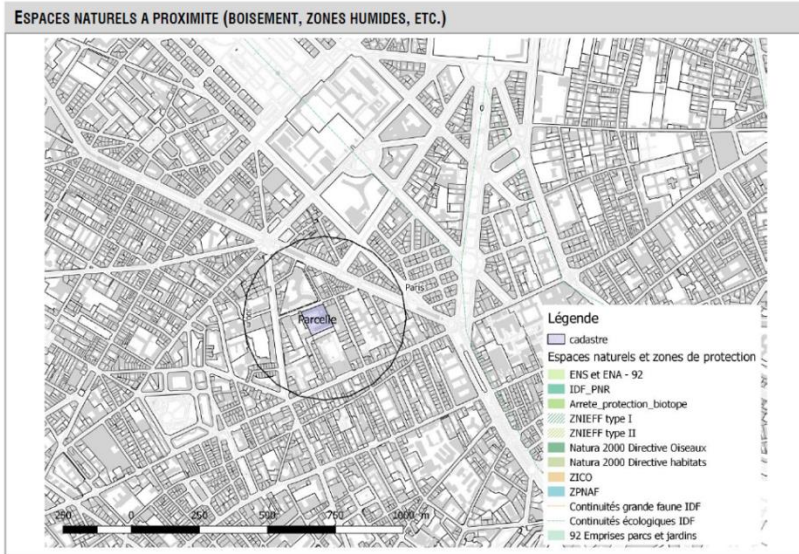 ESPACES NATURELS A PROXIMITE (BOISEMENT, ZONES HUMIDES, ETC.)
Paris
Parcelle
Légende
cadastre
Espaces naturels et zones de protection
ENS et ENA - 92
IDF_PNR
Arrete_protection_biotope
ZNIEFF type I
ZNIEFF type II
Natura 2000 Directive Oiseaux
Natura 2000 Directive habitats
ZICO
ZPNAF
Continuités grande faune IDF
Continuités écologiques IDF
92 Emprises parcs et jardins
250 0 250 500 750 1000 m